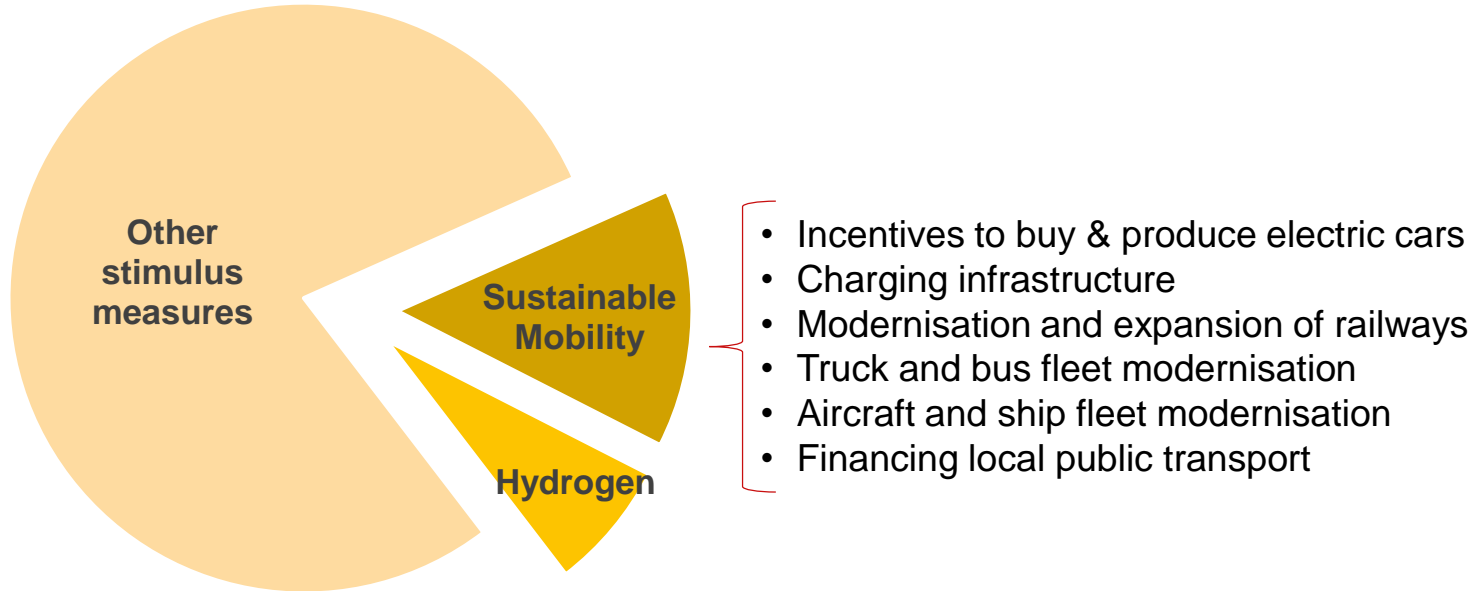 Other
stimulus
measures
Sustainable
Mobility
Hydrogen
• Incentives to buy & produce electric cars
• Charging infrastructure
• Modernisation and expansion of railways
• Truck and bus fleet modernisation
• Aircraft and ship fleet modernisation
• Financing local public transport